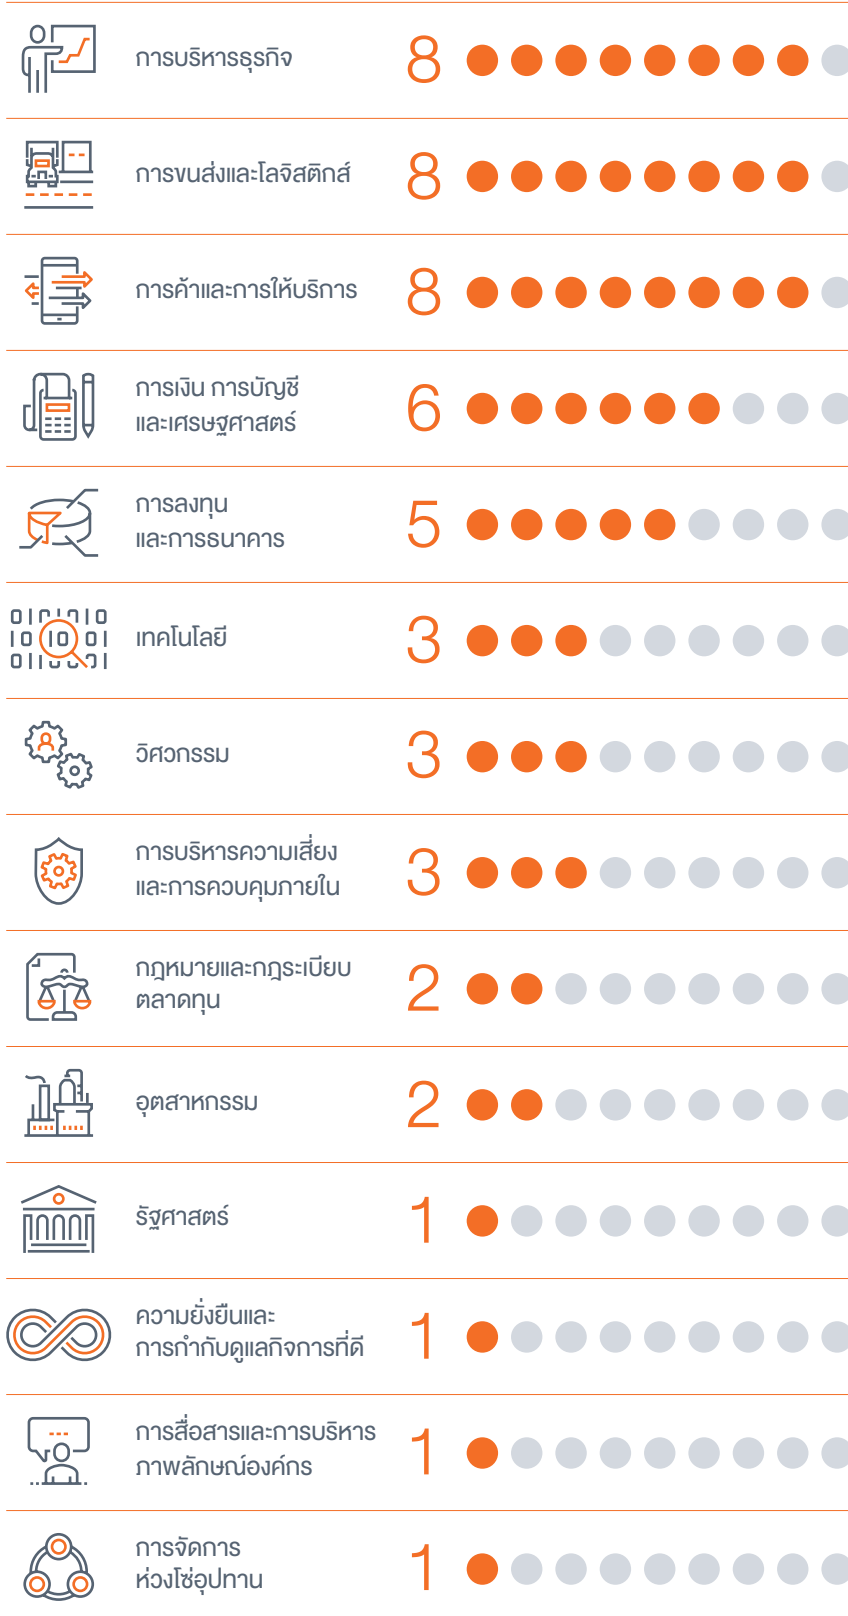 การบริหารธุรกิจ 8
การขนส่งและโลจิสติกส์ 8
การค้าและการให้บริการ 8
การเงิน การบัญชี
และเศรษฐศาสตร์ 6
การลงทุน
และการธนาคาร 5
เทคโนโลยี 3
วิศวกรรม 3
การบริหารความเสี่ยง
และการควบคุมภายใน 3
กฎหมายและกฎระเบียบ
ตลาดทุน 2
อุตสาหกรรม 2
รัฐศาสตร์ 1
ความยั่งยืนและ
การกำกับดูแลกิจการที่ดี 1
การสื่อสารและการบริหาร
ภาพลักษณ์องค์กร 1
การจัดการ
ห่วงโซ่อุปทาน 1